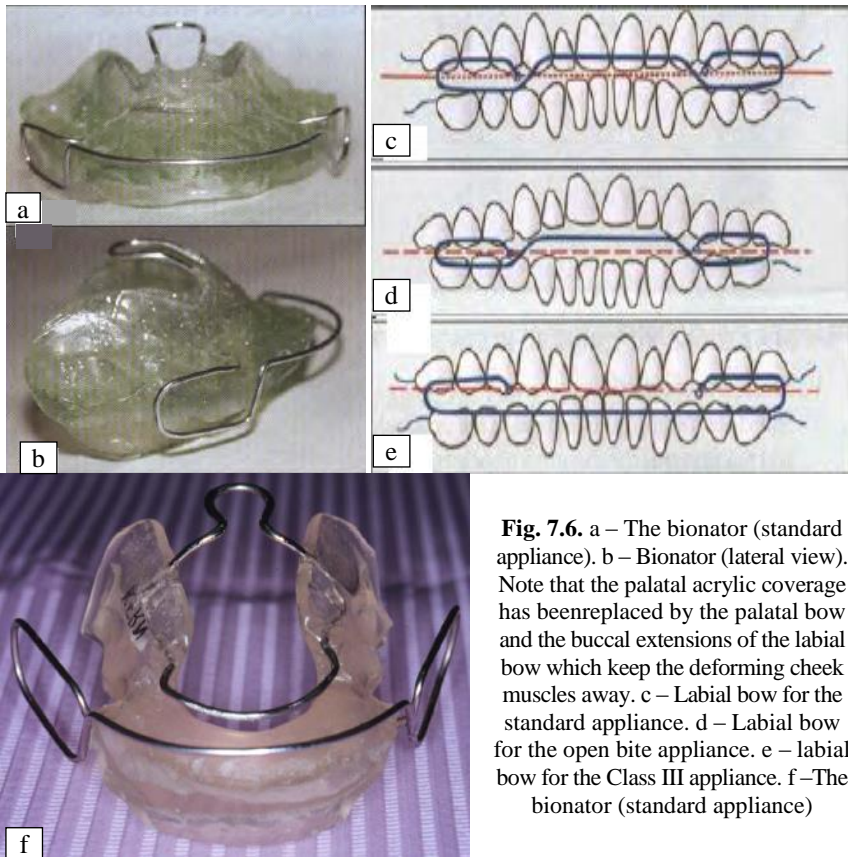 a
b
c
d
e
f
Fig. 7.6. a – The bionator (standard
appliance). b – Bionator (lateral view).
Note that the palatal acrylic coverage
has beenreplaced by the palatal bow
and the buccal extensions of the labial
bow which keep the deforming cheek
muscles away. c – Labial bow for the
standard appliance. d – Labial bow
for the open bite appliance. e – labial
bow for the Class III appliance. f –The
bionator (standard appliance)